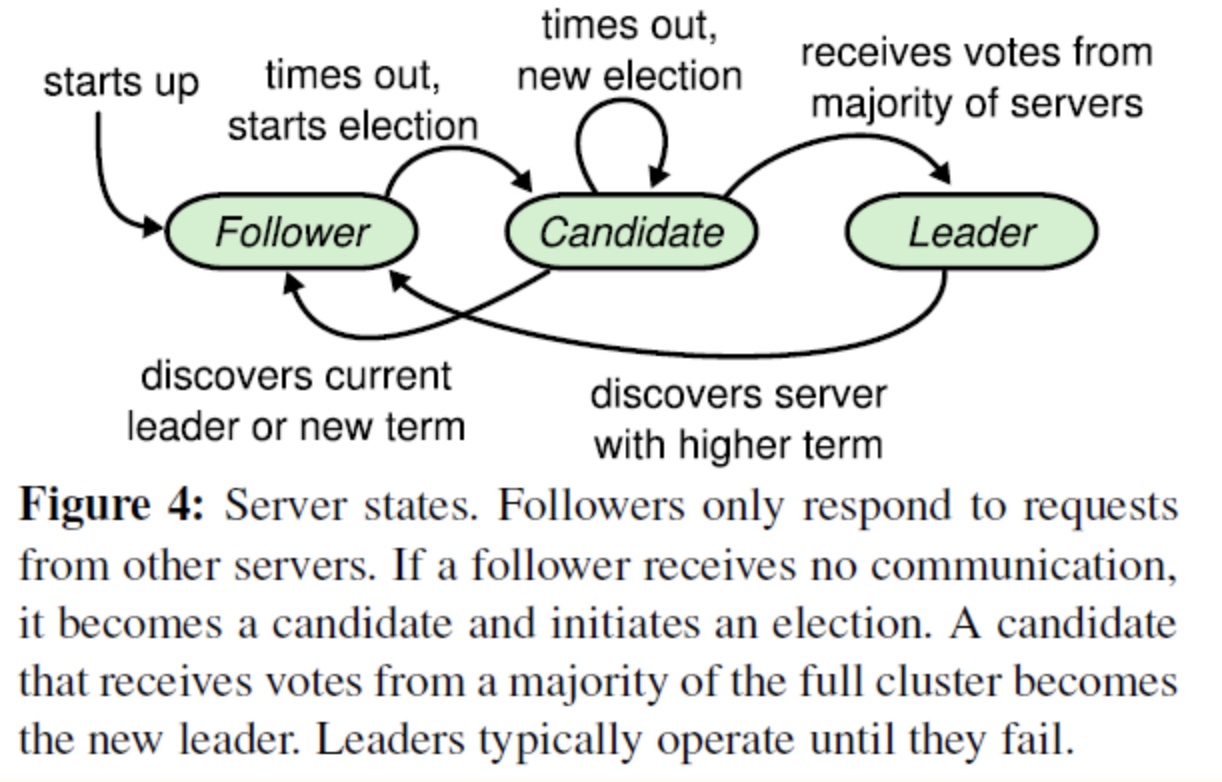 starts up
times out,
starts election
times out,
new election
receives votes from
majority of servers
Follower
Candidate
Leader
discovers current
leader or new term
discovers server
with higher term
Figure 4: Server states. Followers only respond to requests
from other servers. If a follower receives no communication,
it becomes a candidate and initiates an election. A candidate
that receives votes from a majority of the full cluster becomes
the new leader. Leaders typically operate until they fail.